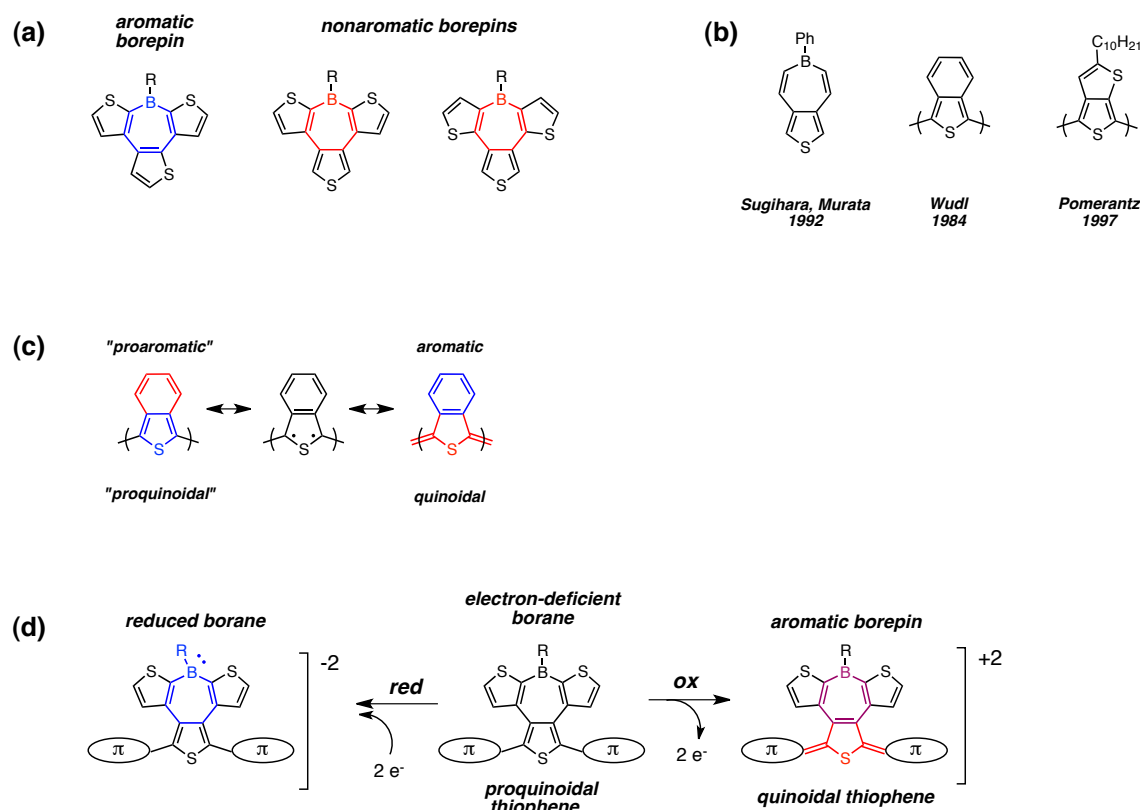 (a)
aromatic
borepin
nonaromatic borepins
R
B
S
S
S
R
B
S
S
S
R
B
S
S
S
(b)
Ph
B
S
Sugihara, Murata
1992
S
Wudl
1984
C10H21
S
S
Pomerantz
1997
(c)
"proaromatic"
aromatic
S
S
S
"proquinoidal"
quinoidal
(d)
reduced borane
electron-deficient
borane
aromatic borepin
R
B
S
S
S
π
π
-2
red
2 e-
R
B
S
S
S
π
π
proquinoidal
thiophene
ox
2 e-
R
B
S
S
S
π
π
+2
quinoidal thiophene